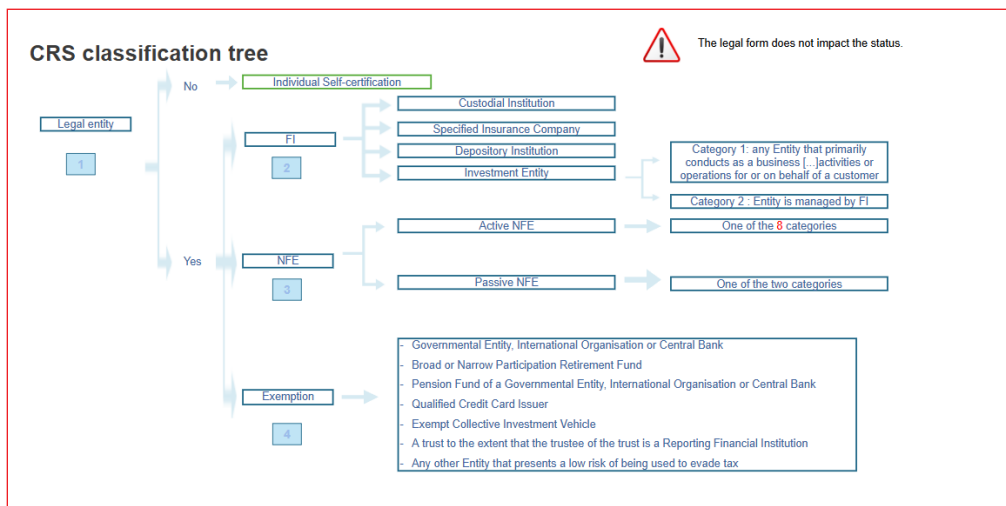 CRS classification tree
The legal form does not impact the status.
No
Individual Self-certification
Legal entity
1
Yes
FI
2
Custodial Institution
Specified Insurance Company
Depository Institution
Investment Entity
Category 1: any Entity that primarily
conducts as a business [...]activities or
operations for or on behalf of a customer
Category 2 : Entity is managed by FI
NFE
3
Active NFE
One of the 8 categories
Passive NFE
One of the two categories
Exemption
4
- Governmental Entity, International Organisation or Central Bank
- Broad or Narrow Participation Retirement Fund
- Pension Fund of a Governmental Entity, International Organisation or Central Bank
- Qualified Credit Card Issuer
- Exempt Collective Investment Vehicle
- A trust to the extent that the trustee of the trust is a Reporting Financial Institution
- Any other Entity that presents a low risk of being used to evade tax